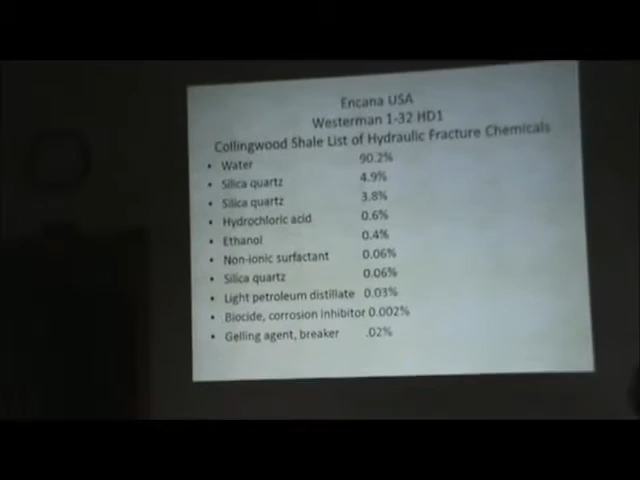 Encana USA
Westerman 1-32 HD1
Collingwood Shale List of Hydraulic Fracture Chemicals
• Water 90.2%
• Silica quartz 4.9%
• Silica quartz 3.8%
• Hydrochloric acid 0.6%
• Ethanol 0.4%
• Non-ionic surfactant 0.06%
• Silica quartz 0.06%
• Light petroleum distillate 0.03%
• Biocide, corrosion inhibitor 0.002%
• Gelling agent, breaker .02%